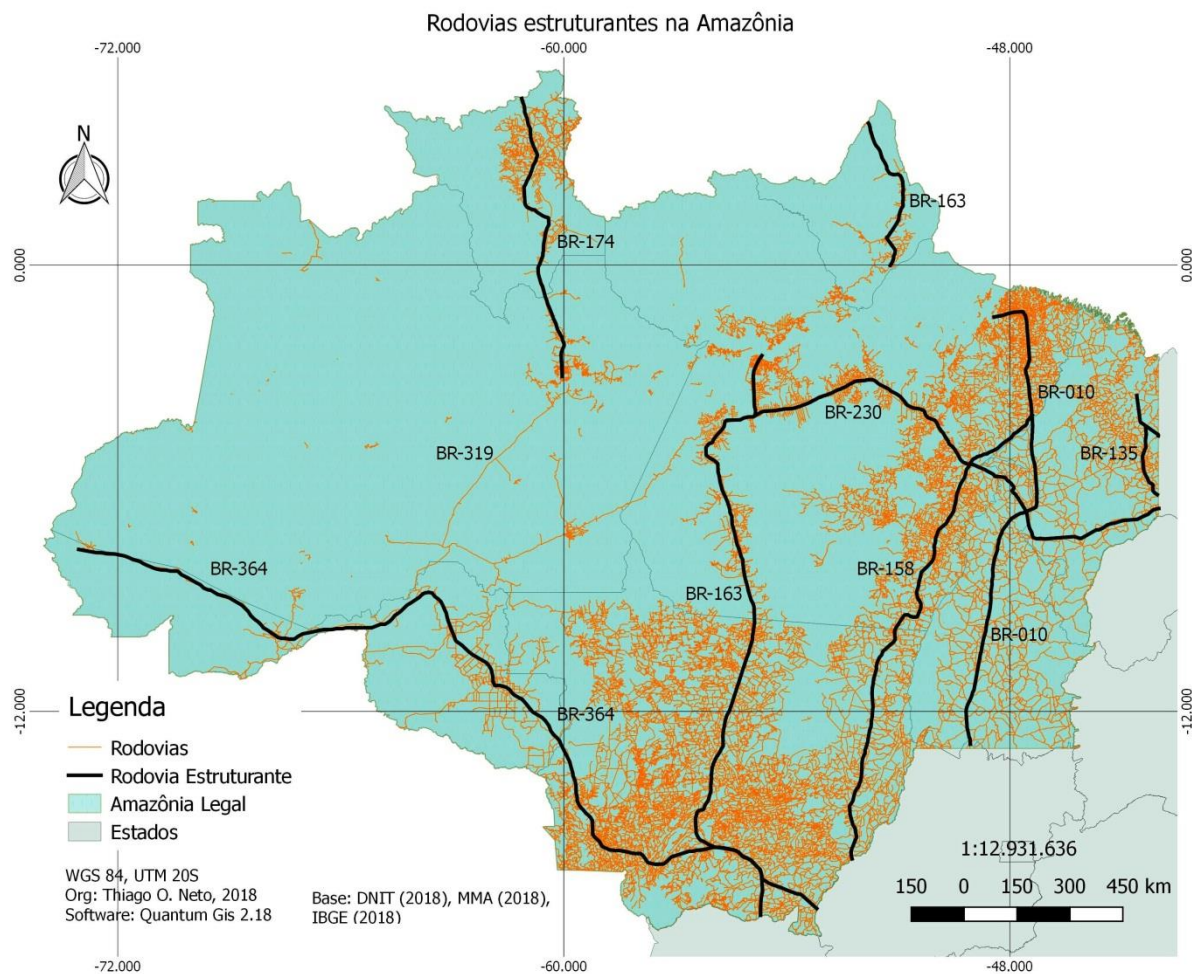 Rodovias estruturantes na Amazônia
-72.000
-60.000
-48.000
N
BR-163
BR-174
0.000
0.000
BR-010
BR-230
BR-319
BR-135
BR-364
BR-158
BR-163
BR-010
-12.000
-12.000
Legenda
BR-364
Rodovias
Rodovia Estruturante
Amazônia Legal
Estados
1:12.931.636
150 0 150 300 450 km
WGS 84, UTM 20S
Org: Thiago O. Neto, 2018
Software: Quantum Gis 2.18
Base: DNIT (2018), MMA (2018),
IBGE (2018)
-72.000
-60.000
-48.000